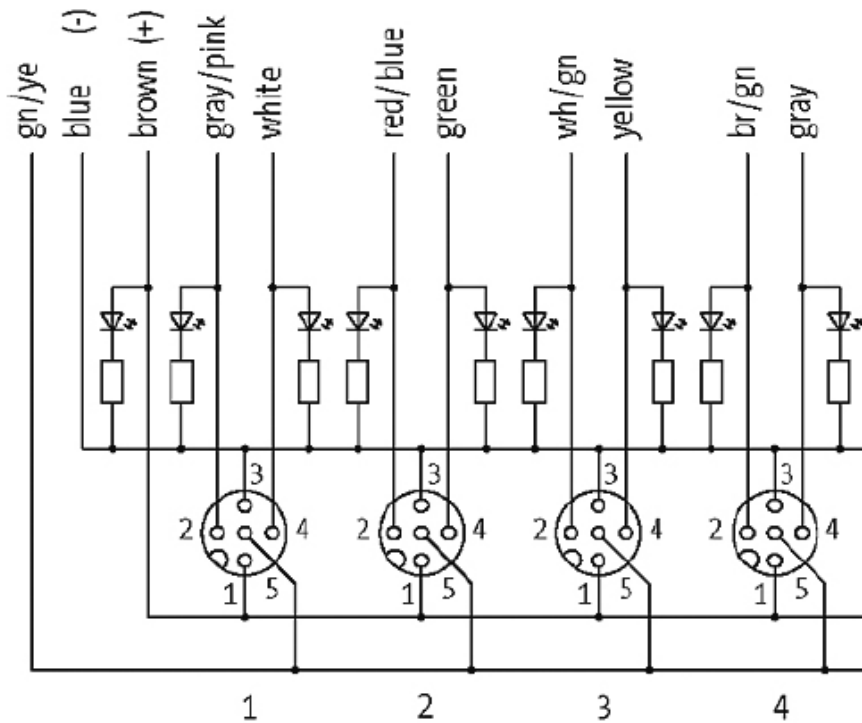 gn/ye
blue (-)
brown (+)
gray/pink
white
red/blue
green
wh/gn
yellow
br/gn
gray
3 3 3 3
2 4 2 4 2 4 2 4
1 5 1 5 1 5 1 5
1 2 3 4